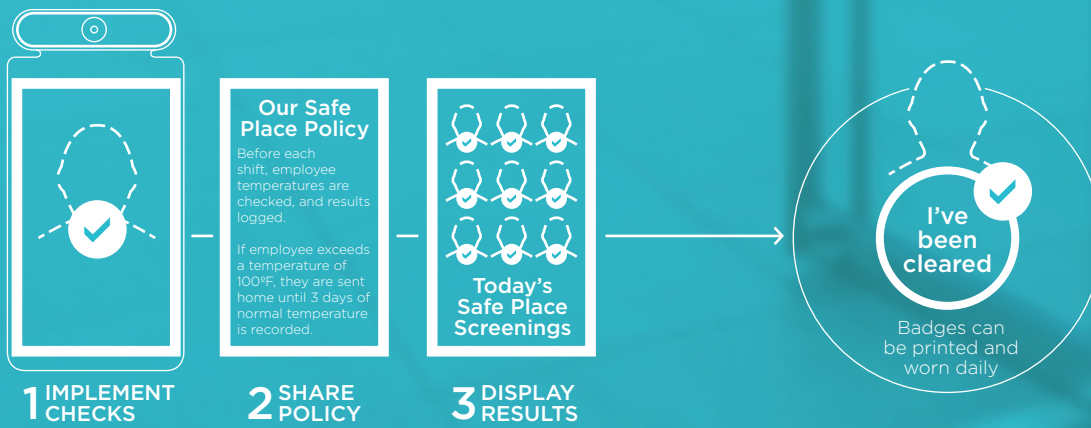 Our Safe
Place Policy
Before each
shift, employee
temperatures are
checked, and results
logged.
If employee exceeds
a temperature of
100ºF, they are sent
home until 3 days of
normal temperature
is recorded.
Today's
Safe Place
Screenings
I've
been
cleared
Badges can
be printed and
worn daily
1 IMPLEMENT
CHECKS
2 SHARE
POLICY
3 DISPLAY
RESULTS